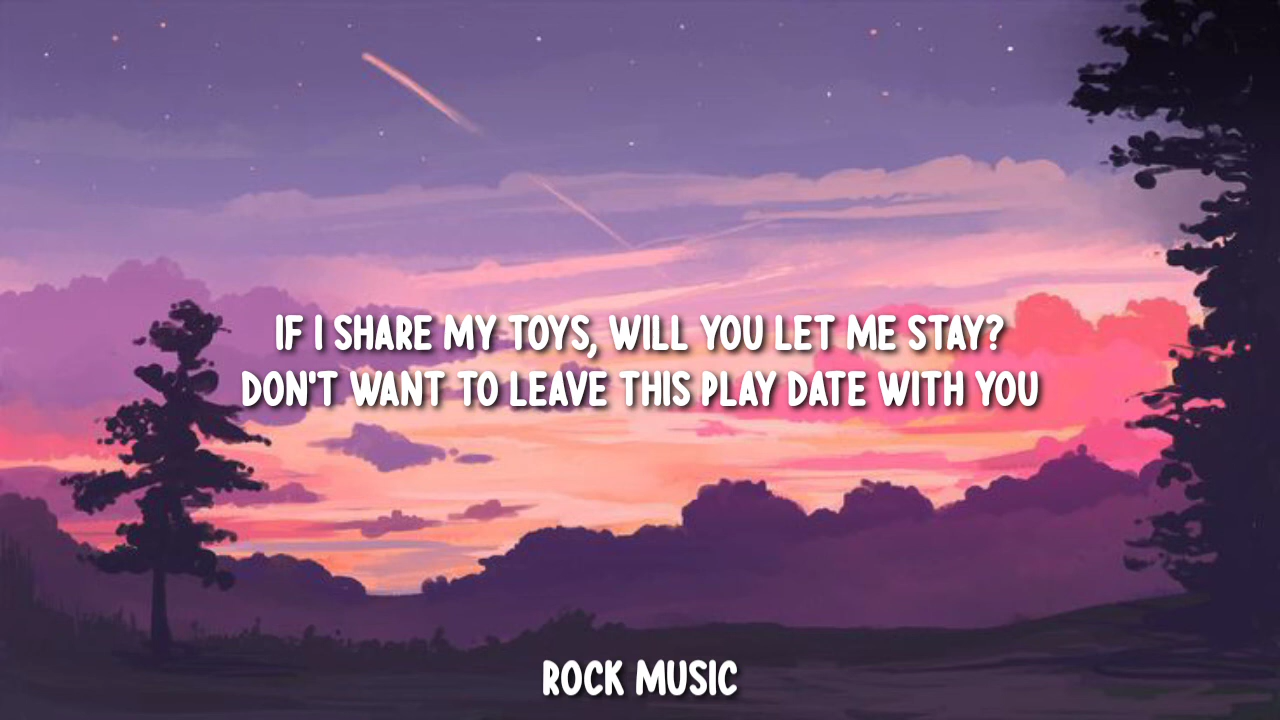 IF I SHARE MY TOYS, WILL YOU LET ME STAY?
DON'T WANT TO LEAVE THIS PLAY DATE WITH YOU
ROCK MUSIC